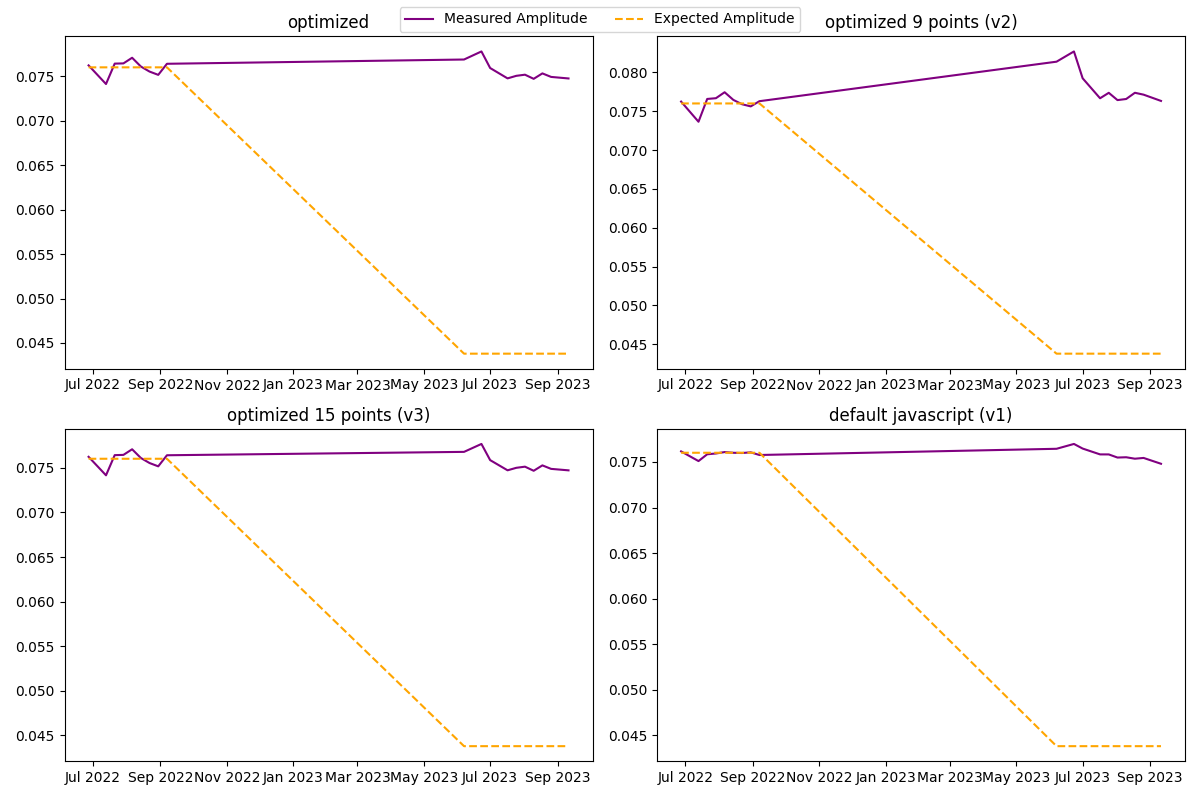 optimized
Measured Amplitude
Expected Amplitude
optimized 9 points (v2)
0.075
0.070
0.065
0.060
0.055
0.050
0.045
Jul 2022 Sep 2022 Nov 2022 Jan 2023 Mar 2023 May 2023 Jul 2023 Sep 2023
0.080
0.075
0.070
0.065
0.060
0.055
0.050
0.045
Jul 2022 Sep 2022 Nov 2022 Jan 2023 Mar 2023 May 2023 Jul 2023 Sep 2023
optimized 15 points (v3)
0.075
0.070
0.065
0.060
0.055
0.050
0.045
Jul 2022 Sep 2022 Nov 2022 Jan 2023 Mar 2023 May 2023 Jul 2023 Sep 2023
default javascript (v1)
0.075
0.070
0.065
0.060
0.055
0.050
0.045
Jul 2022 Sep 2022 Nov 2022 Jan 2023 Mar 2023 May 2023 Jul 2023 Sep 2023